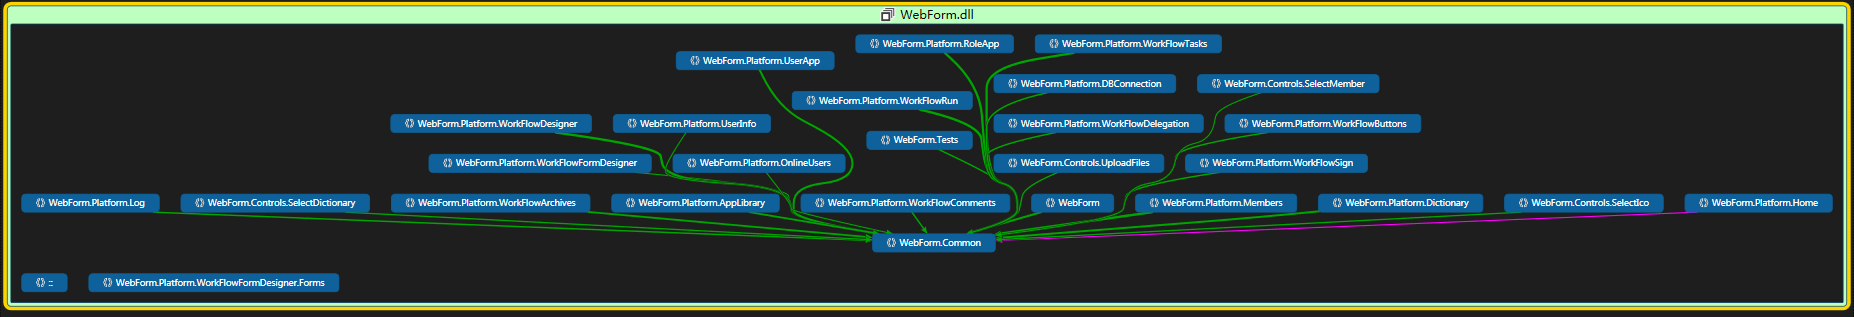 WebForm.dll
WebForm.Platform.RoleApp
WebForm.Platform.WorkFlowTasks
WebForm.Platform.UserApp
WebForm.Platform.DBConnection
WebForm.Controls.SelectMember
WebForm.Platform.WorkFlowRun
WebForm.Platform.WorkFlowDesigner
WebForm.Platform.UserInfo
WebForm.Platform.WorkFlowDelegation
WebForm.Platform.WorkFlowButtons
WebForm.Tests
WebForm.Platform.WorkFlowFormDesigner
WebForm.Platform.OnlineUsers
WebForm.Controls.UploadFiles
WebForm.Platform.WorkFlowSign
WebForm.Platform.Log
WebForm.Controls.SelectDictionary
WebForm.Platform.WorkFlowArchives
WebForm.Platform.AppLibrary
WebForm.Platform.WorkFlowComments
WebForm
WebForm.Platform.Members
WebForm.Platform.Dictionary
WebForm.Controls.SelectIco
WebForm.Platform.Home
WebForm.Common
::
WebForm.Platform.WorkFlowFormDesigner.Forms